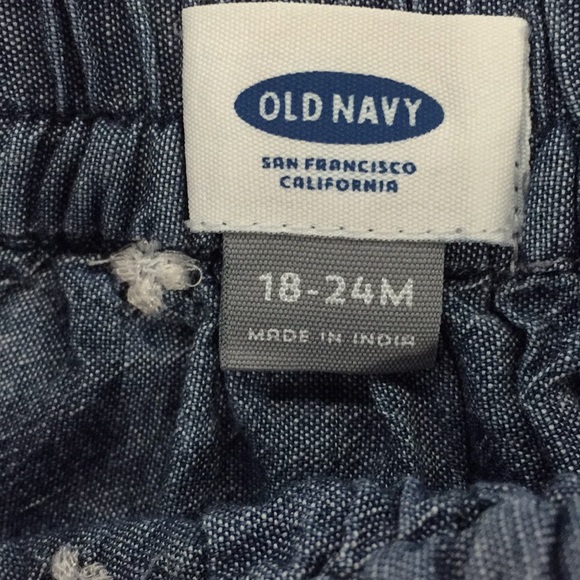 OLD NAVY
SAN FRANCISCO
CALIFORNIA
18-24M
MADE IN INDIA